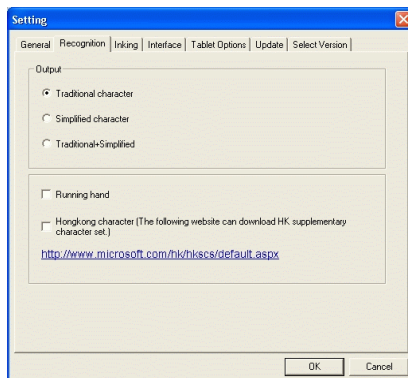 Setting
General Recognition Inking Interface Tablet Options Update Select Version
Output
Traditional character
Simplified character
Traditional+Simplified
Running hand
Hongkong character (The following website can download HK supplementary
character set.)
http://www.microsoft.com/hk/hkscs/default.aspx
OK Cancel